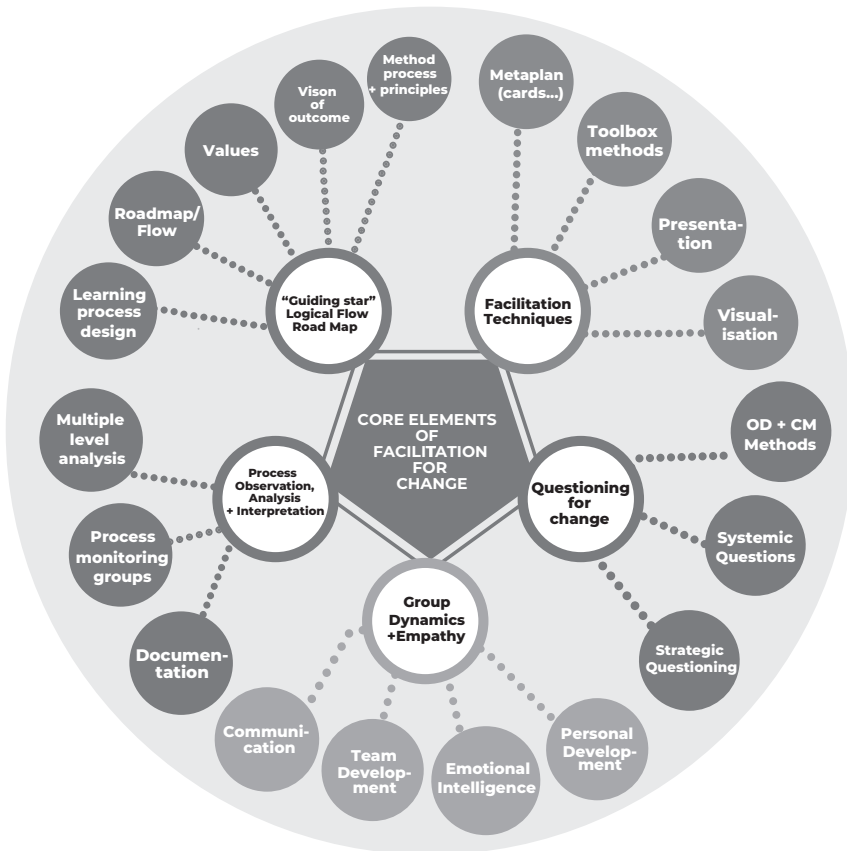 Method
process
+ principles
Vison
of
outcome
Values
Roadmap/
Flow
Learning
process
design
"Guiding star"
Logical Flow
Road Map
Metaplan
(cards...)
Toolbox
methods
Presenta-
tion
Visual-
isation
Facilitation
Techniques
CORE ELEMENTS
OF
FACILITATION
FOR
CHANGE
OD + CM
Methods
Systemic
Questions
Strategic
Questioning
Questioning
for
change
Multiple
level
analysis
Process
monitoring
groups
Documen-
tation
Process
Observation,
Analysis
+ Interpretation
Group
Dynamics
+Empathy
Communi-
cation
Team
Develop-
ment
Emotional
Intelligence
Personal
Develop-
ment